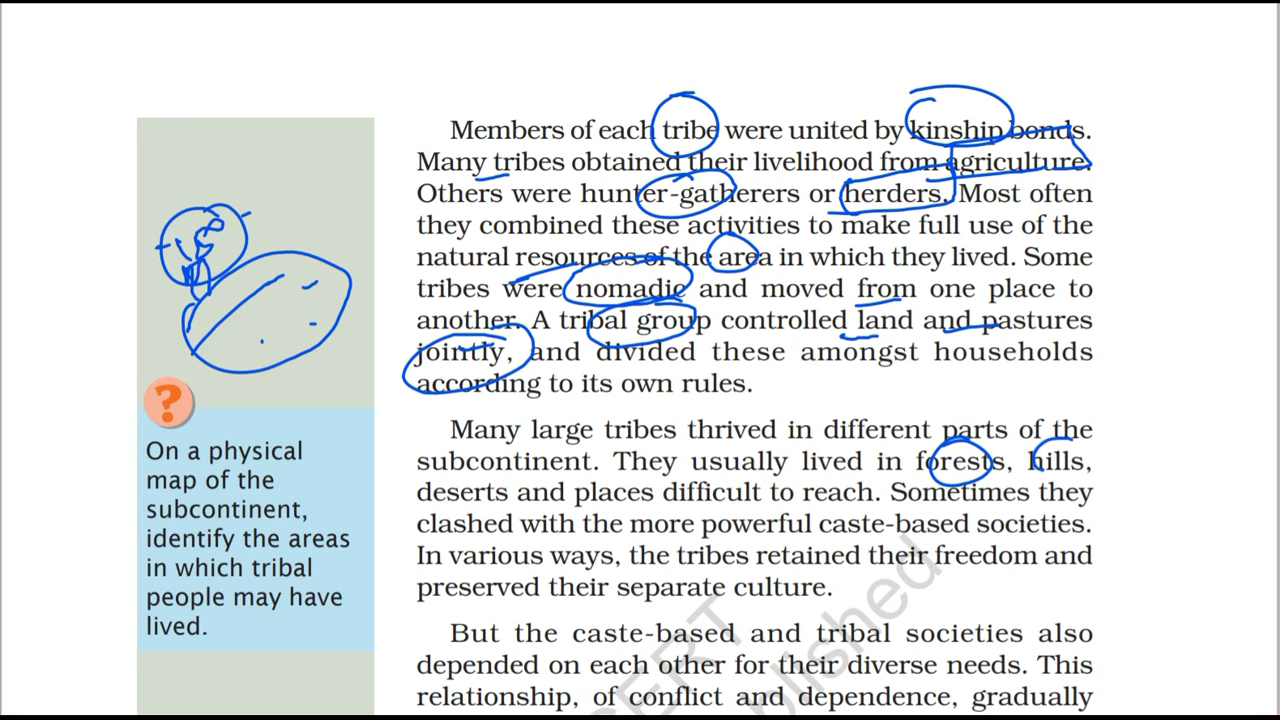 Members of each tribe were united by kinship bonds.
Many tribes obtained their livelihood from agriculture.
Others were hunter-gatherers or herders. Most often
they combined these activities to make full use of the
natural resources of the area in which they lived. Some
tribes were nomadic and moved from one place to
another. A tribal group controlled land and pastures
jointly, and divided these amongst households
according to its own rules.
Many large tribes thrived in different parts of the
subcontinent. They usually lived in forests, hills,
deserts and places difficult to reach. Sometimes they
clashed with the more powerful caste-based societies.
In various ways, the tribes retained their freedom and
preserved their separate culture.
But the caste-based and tribal societies also
depended on each other for their diverse needs. This
relationship, of conflict and dependence, gradually
?
On a physical
map of the
subcontinent,
identify the areas
in which tribal
people may have
lived.